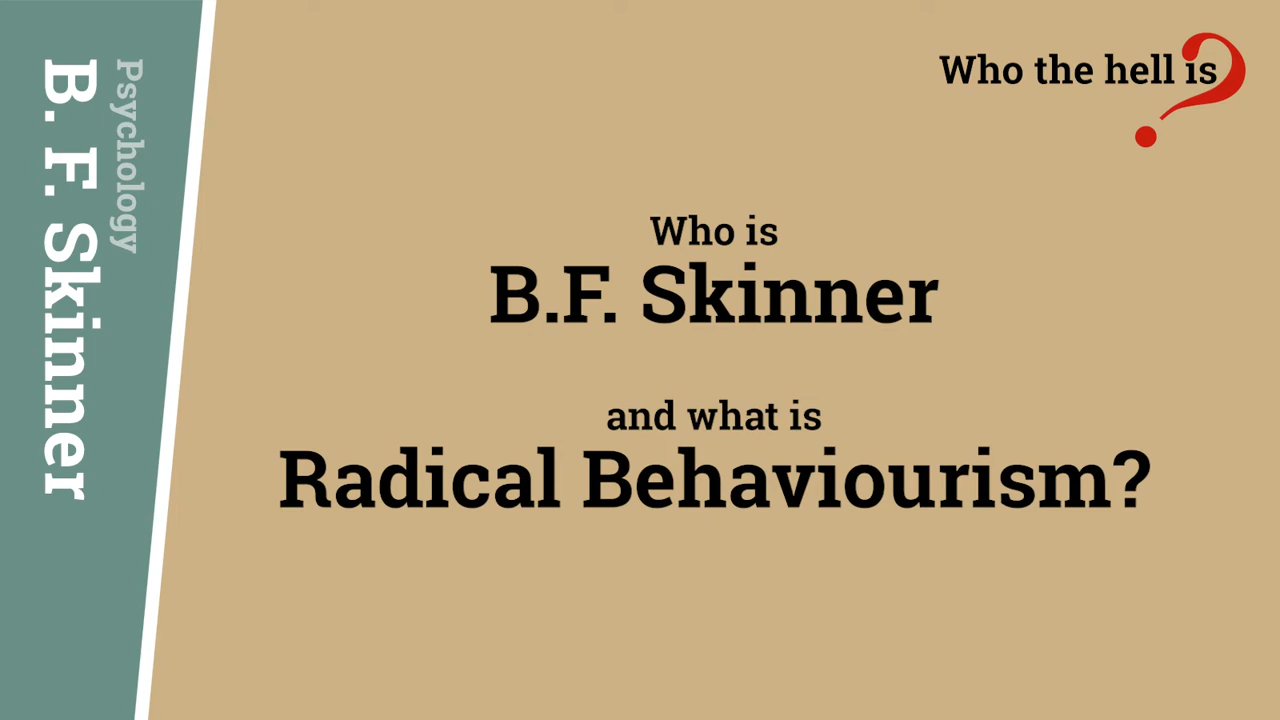 Psychology
B. F. Skinner
Who the hell is?
Who is
B.F. Skinner
and what is
Radical Behaviourism?